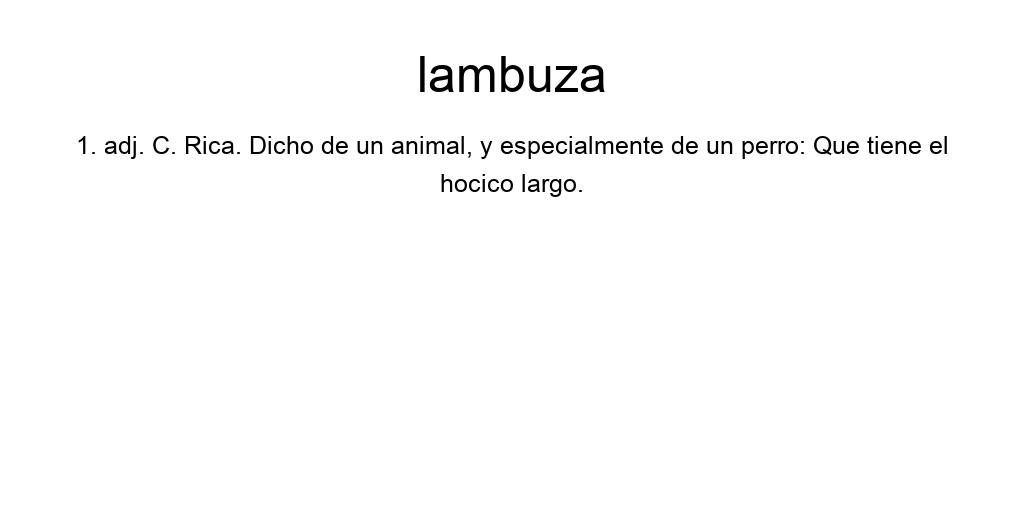 lambuza
1. adj. C. Rica. Dicho de un animal, y especialmente de un perro: Que tiene el
hocico largo.